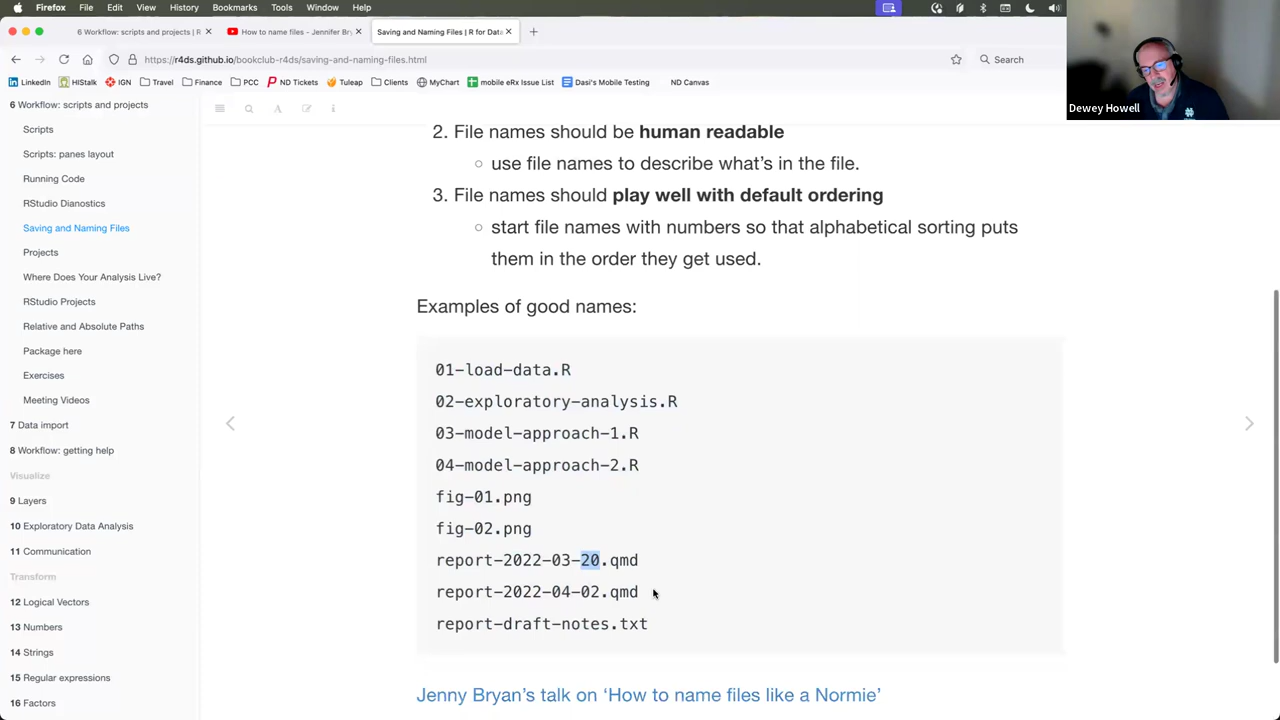 Firefox File Edit View History Bookmarks Tools Window Help
6 Workflow: scripts and projects | R
How to name files - Jennifer Br
Saving and Naming Files | R for Dat
https://r4ds.github.io/bookclub-r4ds/saving-and-naming-files.html
Search
LinkedIn HIStalk IGN Travel Finance PCC ND Tickets Tuleap Clients MyChart mobile eRx Issue List Dasi's Mobile Testing ND Canvas
Dewey Howell
6 Workflow: scripts and projects
Scripts
Scripts: panes layout
Running Code
RStudio Dianostics
Saving and Naming Files
Projects
Where Does Your Analysis Live?
RStudio Projects
Relative and Absolute Paths
Package here
Exercises
Meeting Videos
7 Data import
8 Workflow: getting help
Visualize
9 Layers
10 Exploratory Data Analysis
11 Communication
Transform
12 Logical Vectors
13 Numbers
14 Strings
15 Regular expressions
16 Factors
2. File names should be human readable
use file names to describe what's in the file.
3. File names should play well with default ordering
start file names with numbers so that alphabetical sorting puts
them in the order they get used.
Examples of good names:
01-load-data.R
02-exploratory-analysis.R
03-model-approach-1.R
04-model-approach-2.R
fig-01.png
fig-02.png
report-2022-03-20.qmd
report-2022-04-02.qmd
report-draft-notes.txt
Jenny Bryan's talk on 'How to name files like a Normie'